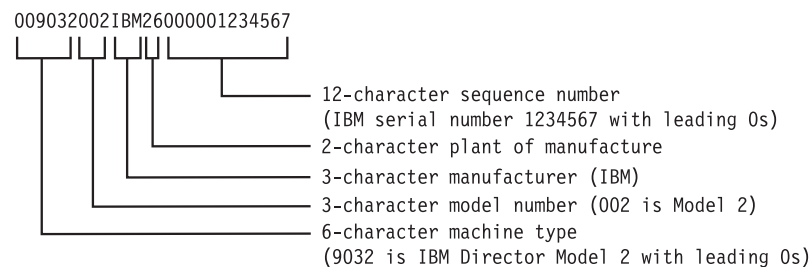 009032002IBM26000001234567
12-character sequence number
(IBM serial number 1234567 with leading 0s)
2-character plant of manufacture
3-character manufacturer (IBM)
3-character model number (002 is Model 2)
6-character machine type
(9032 is IBM Director Model 2 with leading 0s)